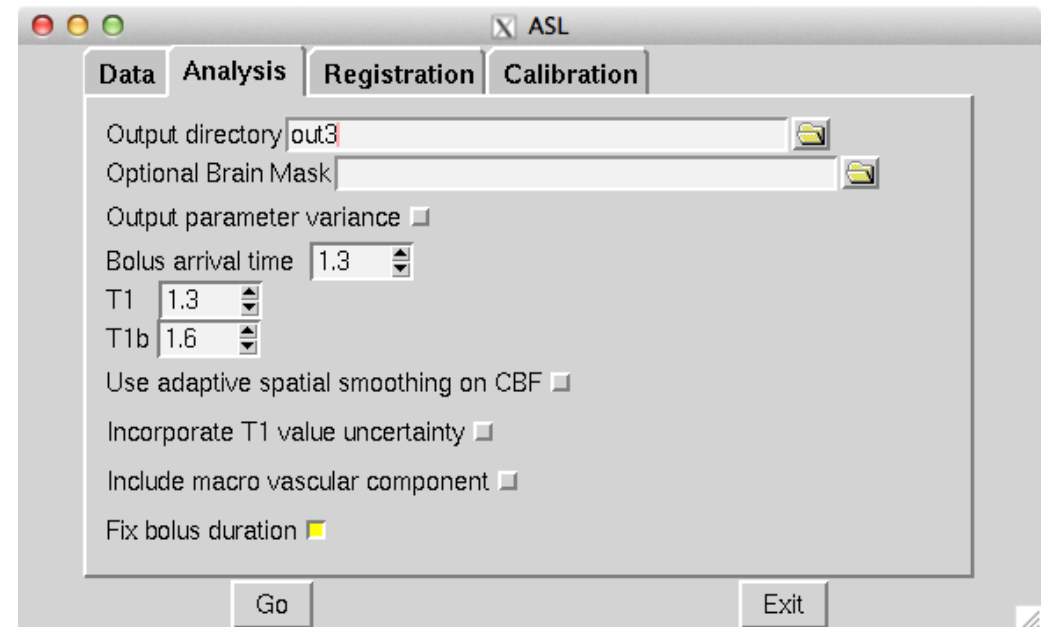 X ASL
Data Analysis Registration Calibration
Output directory out3
Optional Brain Mask
Output parameter variance
Bolus arrival time 1.3
T1 1.3
T1b 1.6
Use adaptive spatial smoothing on CBF
Incorporate T1 value uncertainty
Include macro vascular component
Fix bolus duration
Go Exit